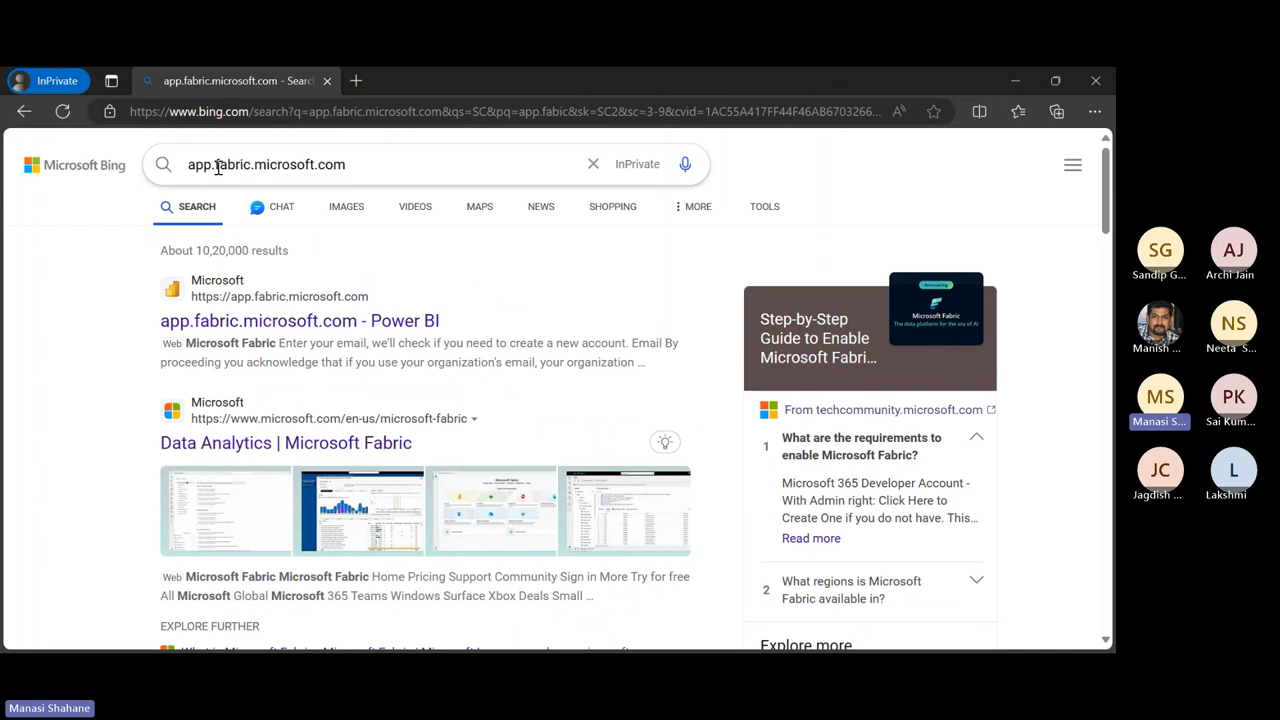 InPrivate
app.fabric.microsoft.com - Searc
https://www.bing.com/search?q=app.fabric.microsoft.com&qs=SC&pq=app.fabic&sk=SC2&sc=3-9&cvid=1AC55A417FF44F46AB6703266...
Microsoft Bing
app.fabric.microsoft.com
InPrivate
SEARCH
CHAT
IMAGES
VIDEOS
MAPS
NEWS
SHOPPING
MORE
TOOLS
About 10,20,000 results
Microsoft
https://app.fabric.microsoft.com
app.fabric.microsoft.com - Power BI
Web Microsoft Fabric Enter your email, we'll check if you need to create a new account. Email By
proceeding you acknowledge that if you use your organization's email, your organization ...
Microsoft
https://www.microsoft.com/en-us/microsoft-fabric
Data Analytics | Microsoft Fabric
Web Microsoft Fabric Microsoft Fabric Home Pricing Support Community Sign in More Try for free
All Microsoft Global Microsoft 365 Teams Windows Surface Xbox Deals Small ...
EXPLORE FURTHER
Step-by-Step
Guide to Enable
Microsoft Fabri...
Microsoft Fabric
The data platform for the era of AI
From techcommunity.microsoft.com
1
What are the requirements to
enable Microsoft Fabric?
Microsoft 365 Developer Account -
With Admin right: Click Here to
Create One if you do not have. This...
Read more
2
What regions is Microsoft
Fabric available in?
Explore more
SG
Sandip G...
AJ
Archi Jain
Manish ...
NS
Neeta S...
MS
Manasi S...
PK
Sai Kum...
JC
Jagdish ...
L
Lakshmi
Manasi Shahane